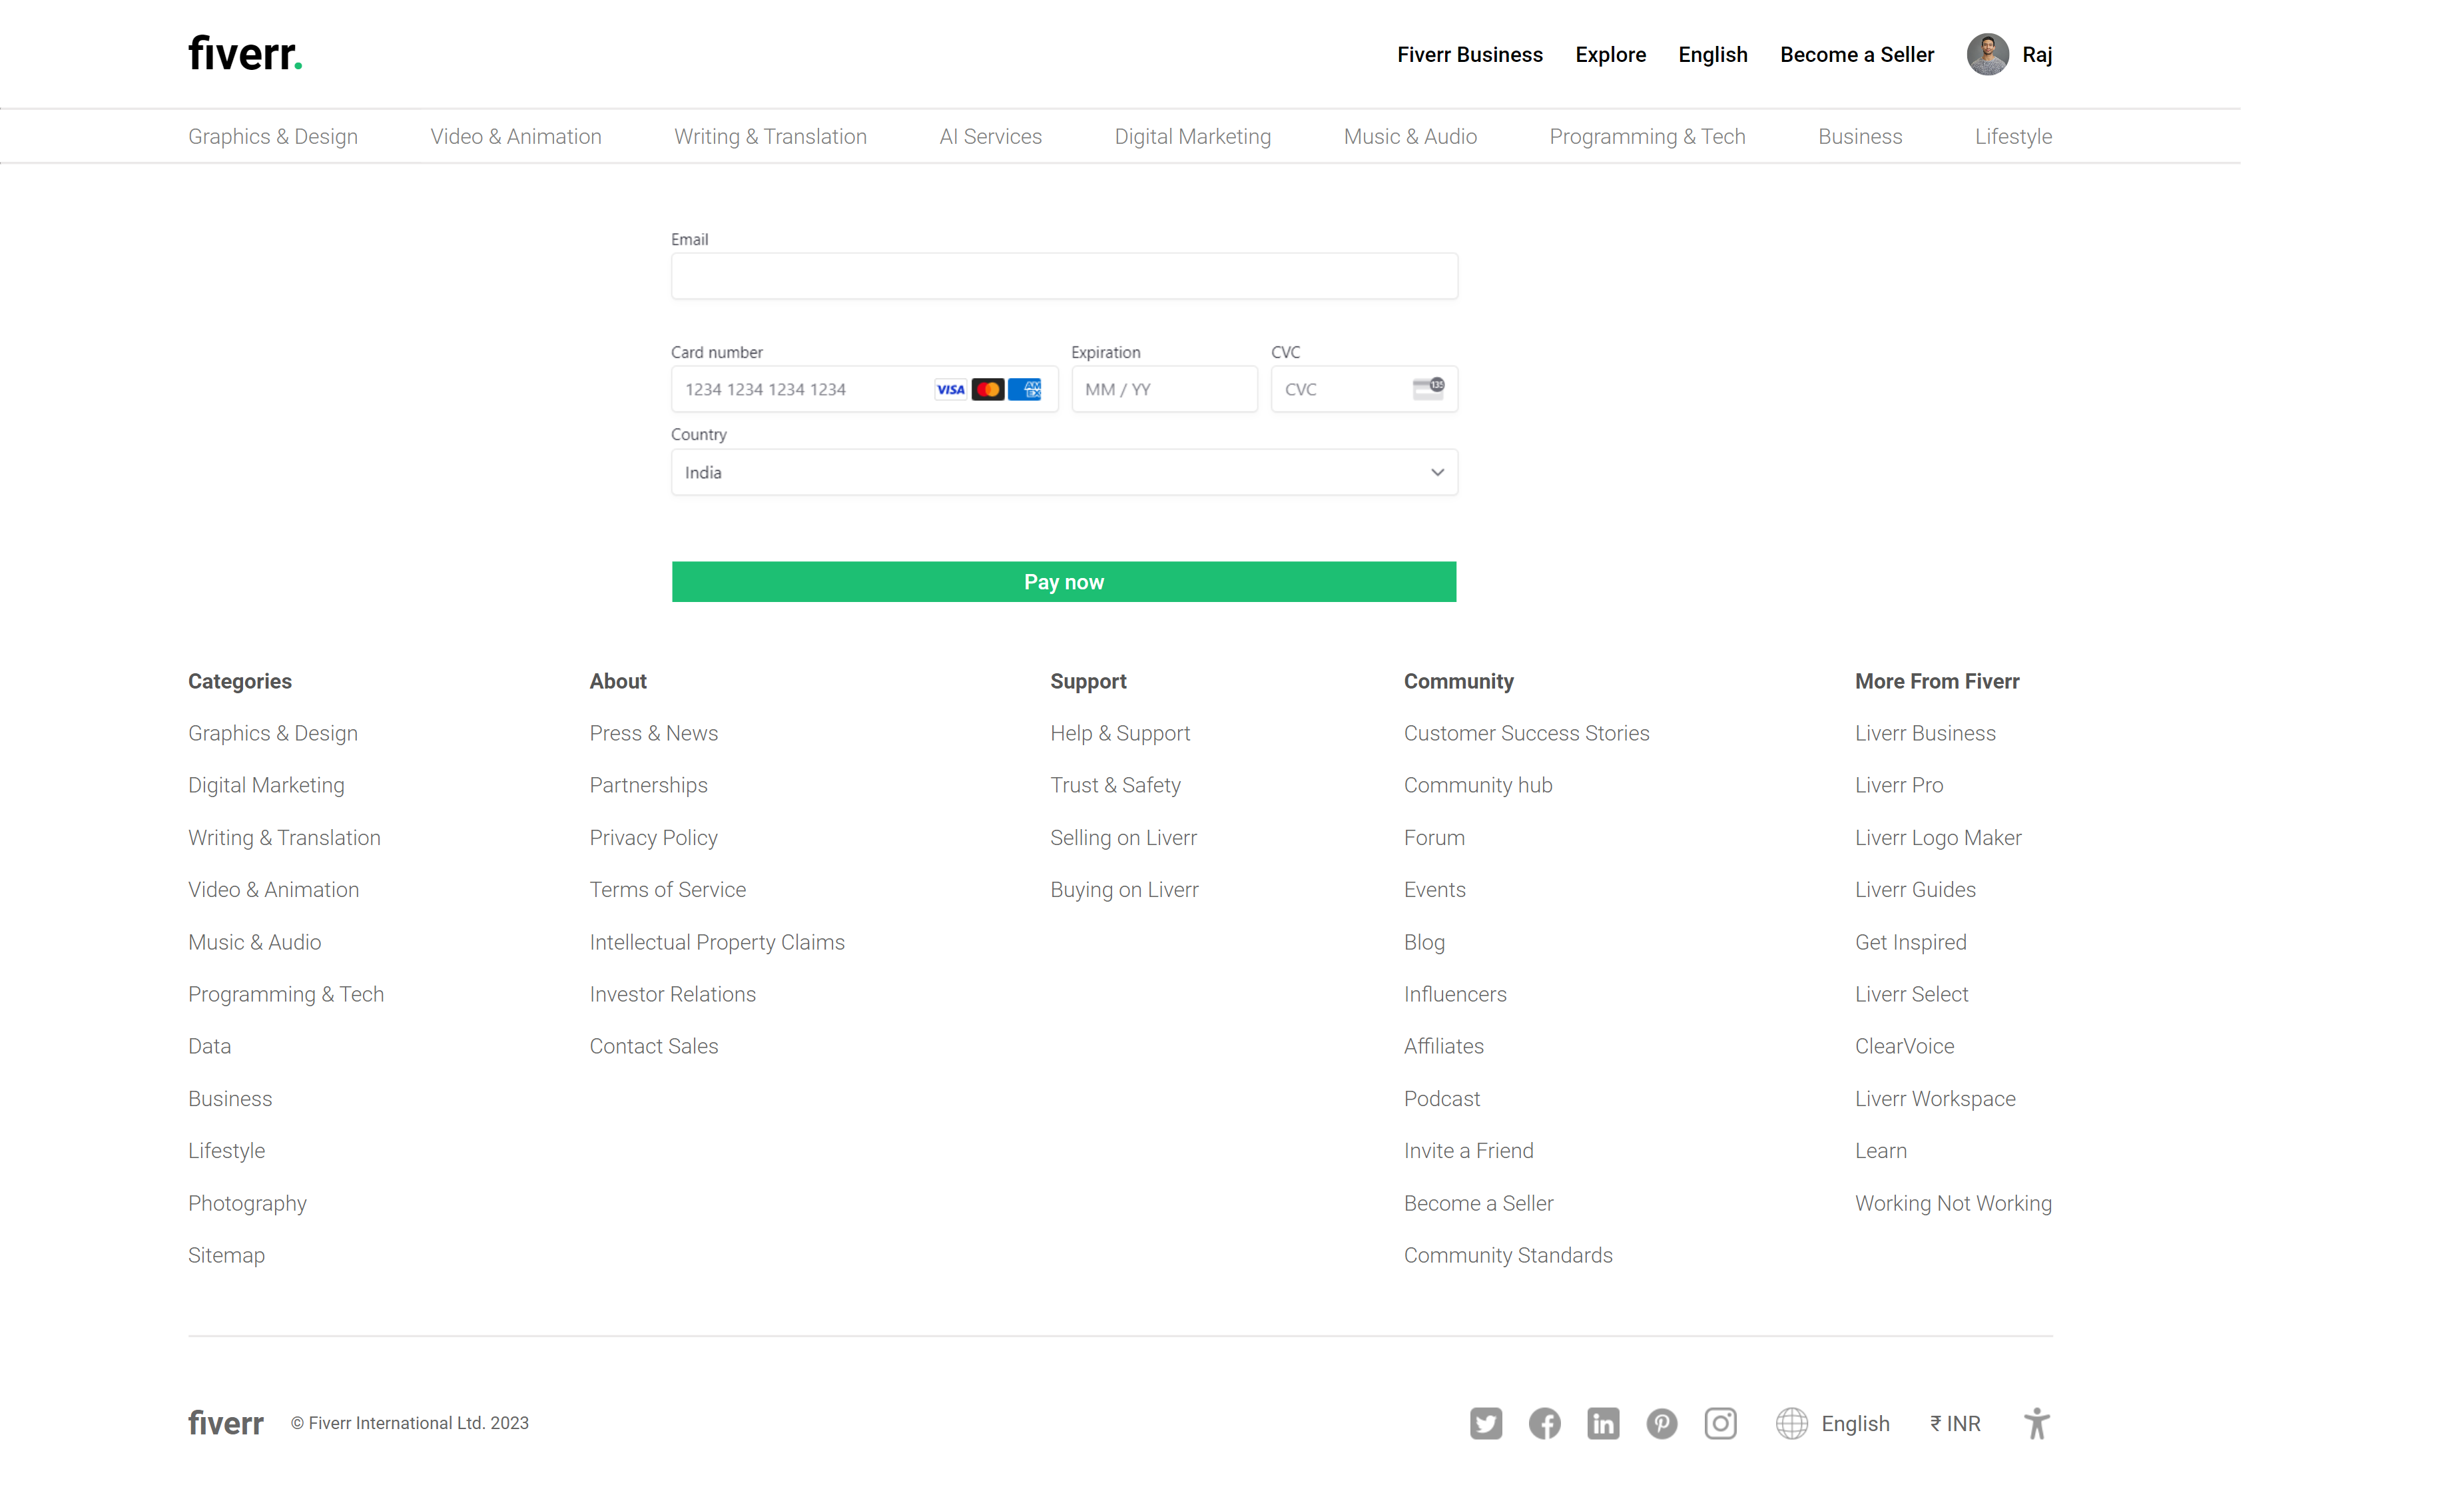 fiverr.
Fiverr Business Explore English Become a Seller Raj
Graphics & Design Video & Animation Writing & Translation AI Services Digital Marketing Music & Audio Programming & Tech Business Lifestyle
Email
Card number Expiration CVC
1234 1234 1234 1234 VISA AMEX MM / YY CVC 135
Country
India
Pay now
Categories
Graphics & Design
Digital Marketing
Writing & Translation
Video & Animation
Music & Audio
Programming & Tech
Data
Business
Lifestyle
Photography
Sitemap
About
Press & News
Partnerships
Privacy Policy
Terms of Service
Intellectual Property Claims
Investor Relations
Contact Sales
Support
Help & Support
Trust & Safety
Selling on Liverr
Buying on Liverr
Community
Customer Success Stories
Community hub
Forum
Events
Blog
Influencers
Affiliates
Podcast
Invite a Friend
Become a Seller
Community Standards
More From Fiverr
Liverr Business
Liverr Pro
Liverr Logo Maker
Liverr Guides
Get Inspired
Liverr Select
ClearVoice
Liverr Workspace
Learn
Working Not Working
fiverr © Fiverr International Ltd. 2023 English ₹ INR